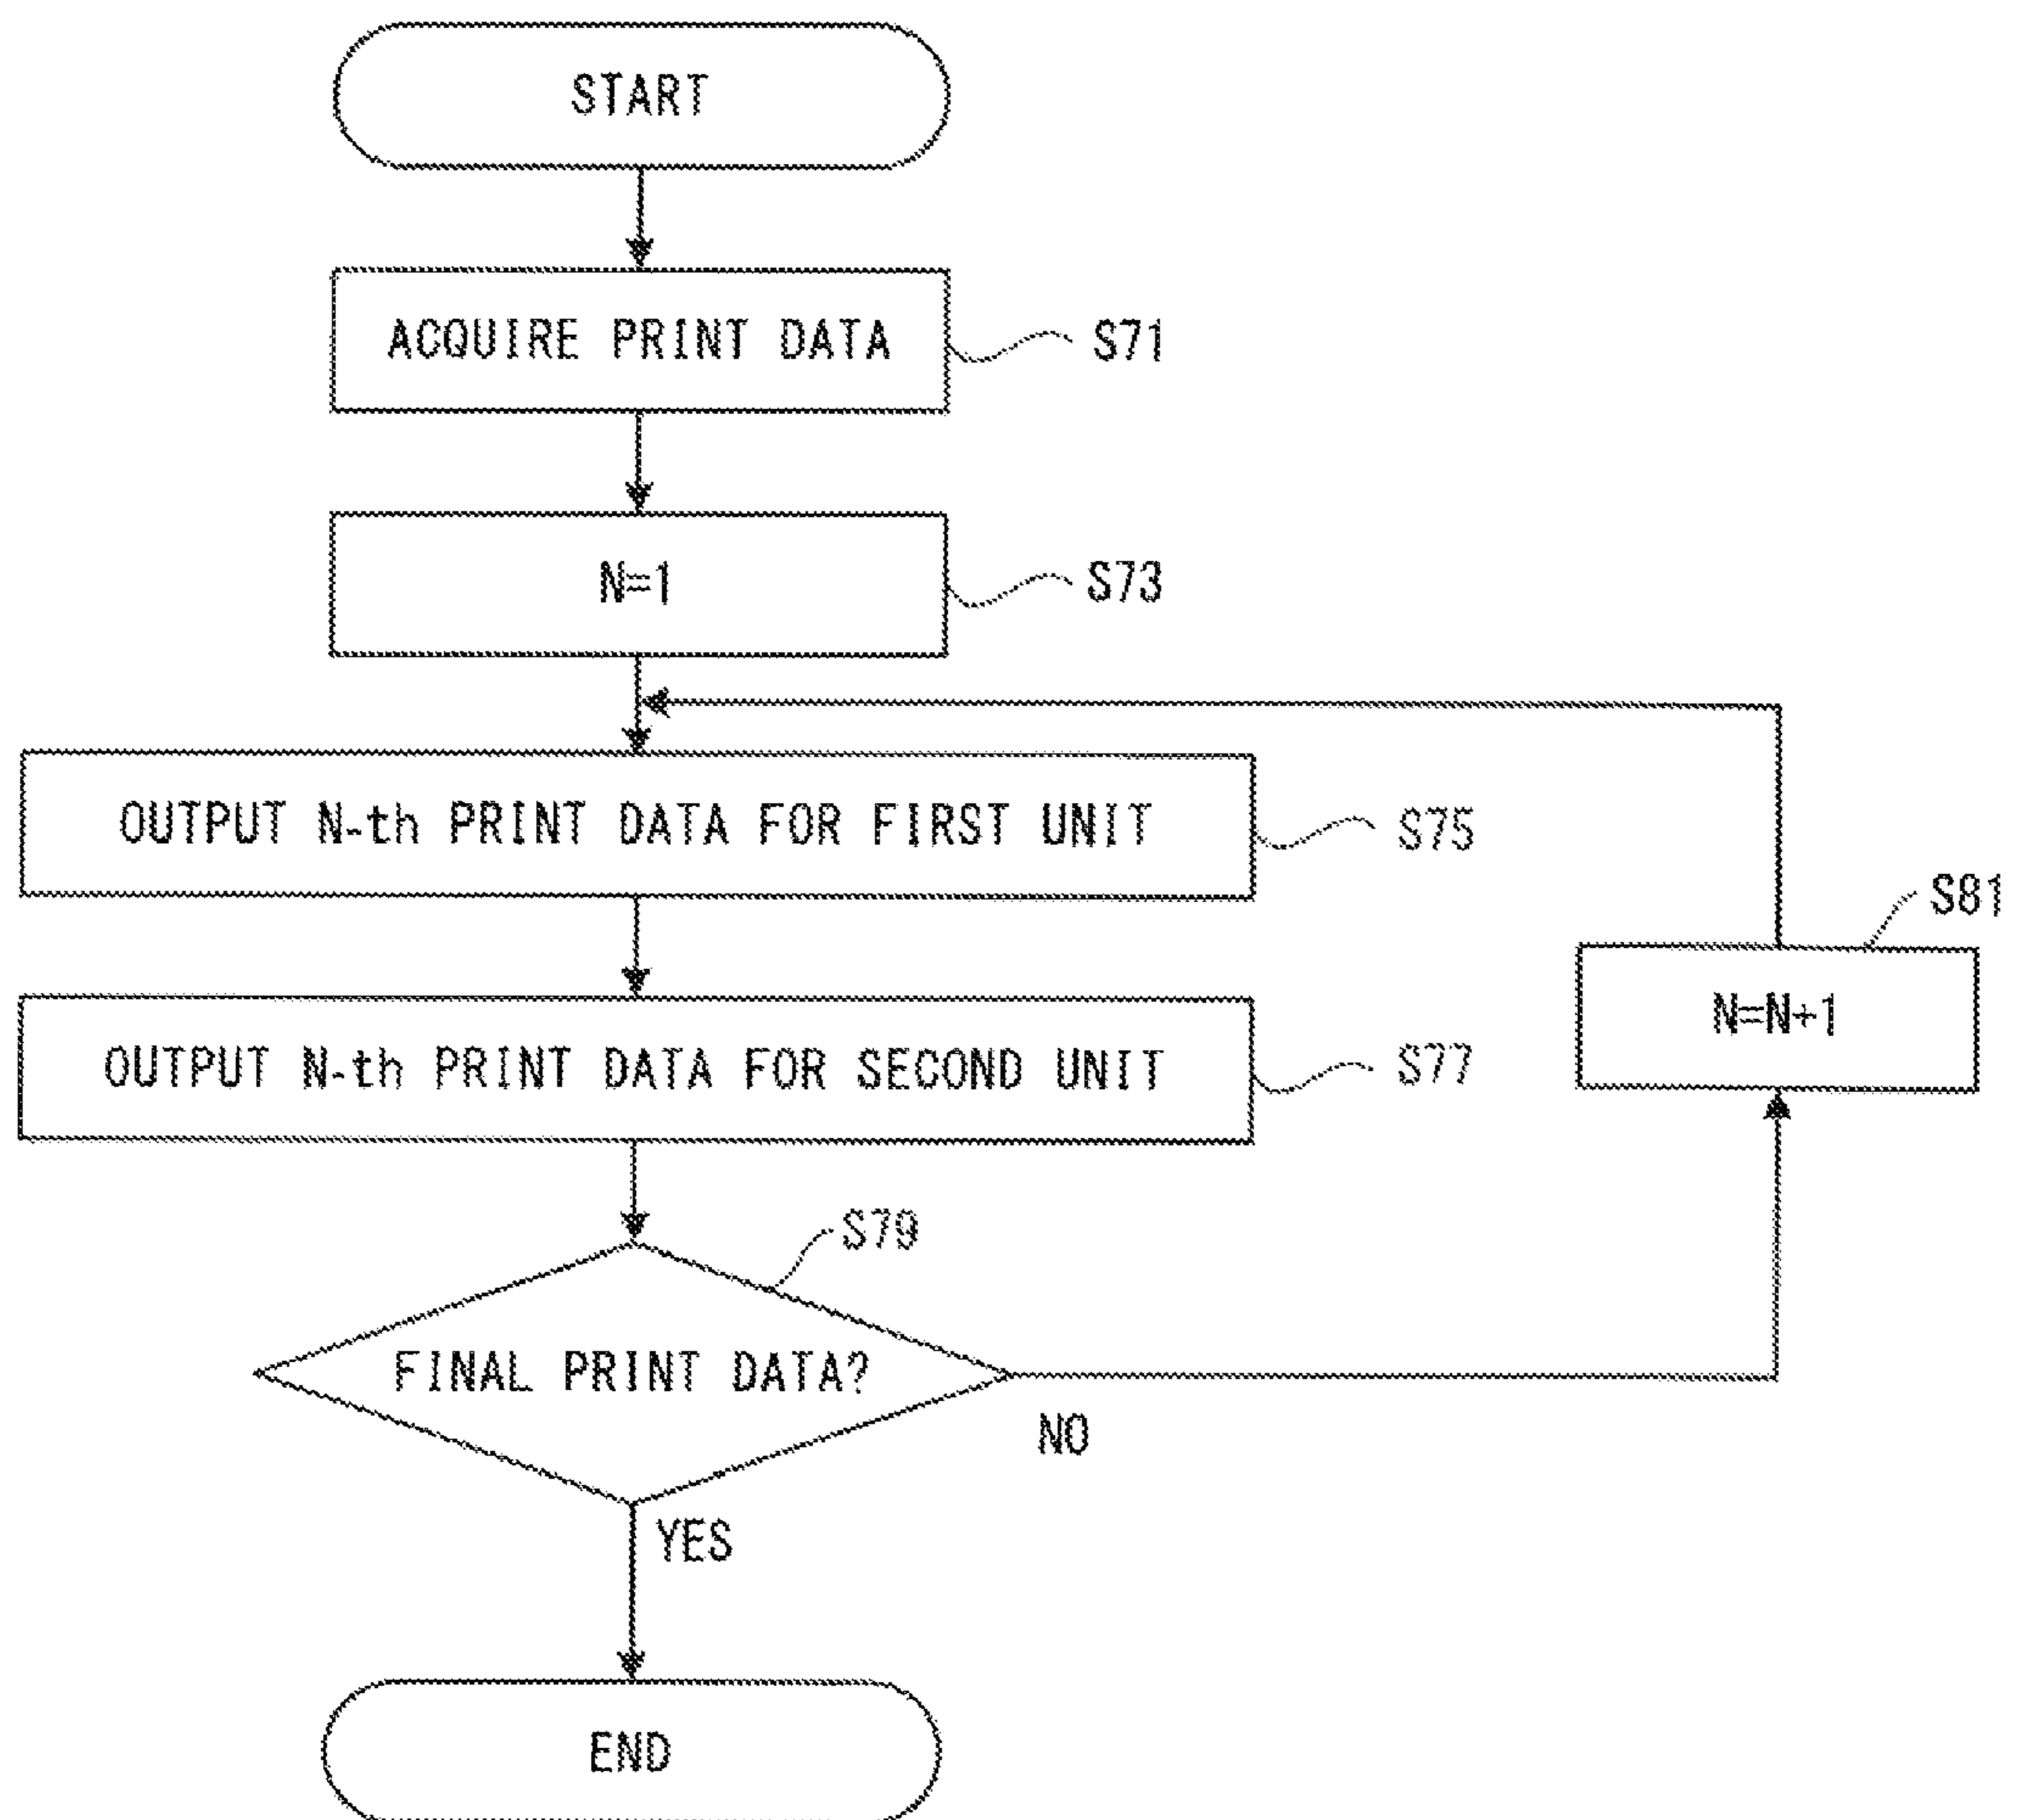 START
ACQUIRE PRINT DATA
S71
N=1
S73
OUTPUT N-th PRINT DATA FOR FIRST UNIT
S75
S81
N=N+1
OUTPUT N-th PRINT DATA FOR SECOND UNIT
S77
S79
FINAL PRINT DATA?
NO
YES
END